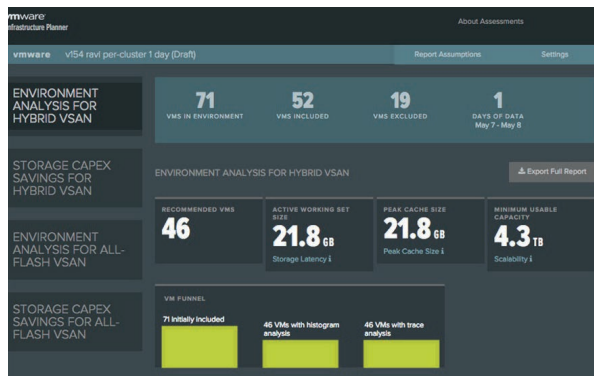 vmware
Infrastructure Planner
About Assessments
vmware v154 ravi per-cluster 1 day (Draft)
Report Assumptions
Settings
ENVIRONMENT
ANALYSIS FOR
HYBRID VSAN
71
VMS IN ENVIRONMENT
52
VMS INCLUDED
19
VMS EXCLUDED
1
DAYS OF DATA
May 7 - May 8
STORAGE CAPEX
SAVINGS FOR
HYBRID VSAN
ENVIRONMENT ANALYSIS FOR HYBRID VSAN
Export Full Report
RECOMMENDED VMS
46
ACTIVE WORKING SET
SIZE
21.8 GB
Storage Latency i
PEAK CACHE SIZE
21.8 GB
Peak Cache Size i
MINIMUM USABLE
CAPACITY
4.3 TB
Scalability i
ENVIRONMENT
ANALYSIS FOR ALL-
FLASH VSAN
STORAGE CAPEX
SAVINGS FOR ALL-
FLASH VSAN
VM FUNNEL
71 Initially Included
46 VMs with histogram
analysis
46 VMs with trace
analysis